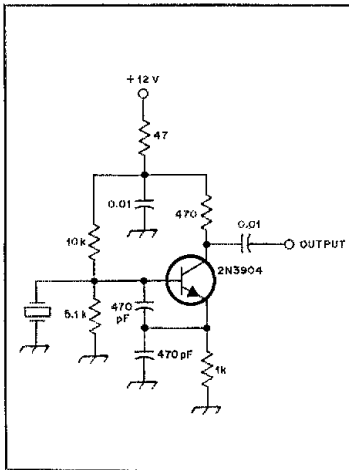 +12 V
47
0.01
470
0.01
OUTPUT
10k
2N3904
470
pF
5.1k
470 pF
1k